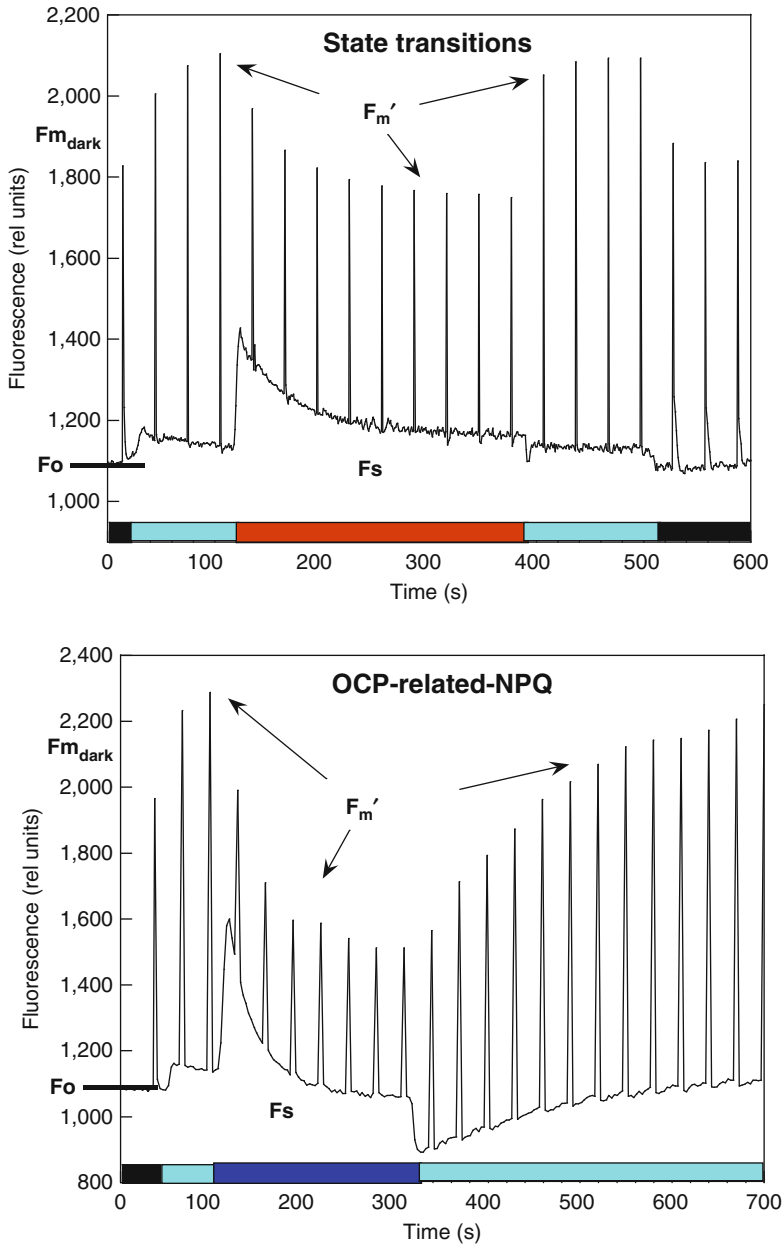 State transitions
2,200
2,000
1,800
1,600
1,400
1,200
1,000
Fm_dark
F_m′
Fo
Fs
Fluorescence (rel units)
0 100 200 300 400 500 600
Time (s)
OCP-related-NPQ
2,400
2,200
2,000
1,800
1,600
1,400
1,200
1,000
800
Fm_dark
F_m′
Fo
Fs
Fluorescence (rel units)
0 100 200 300 400 500 600 700
Time (s)